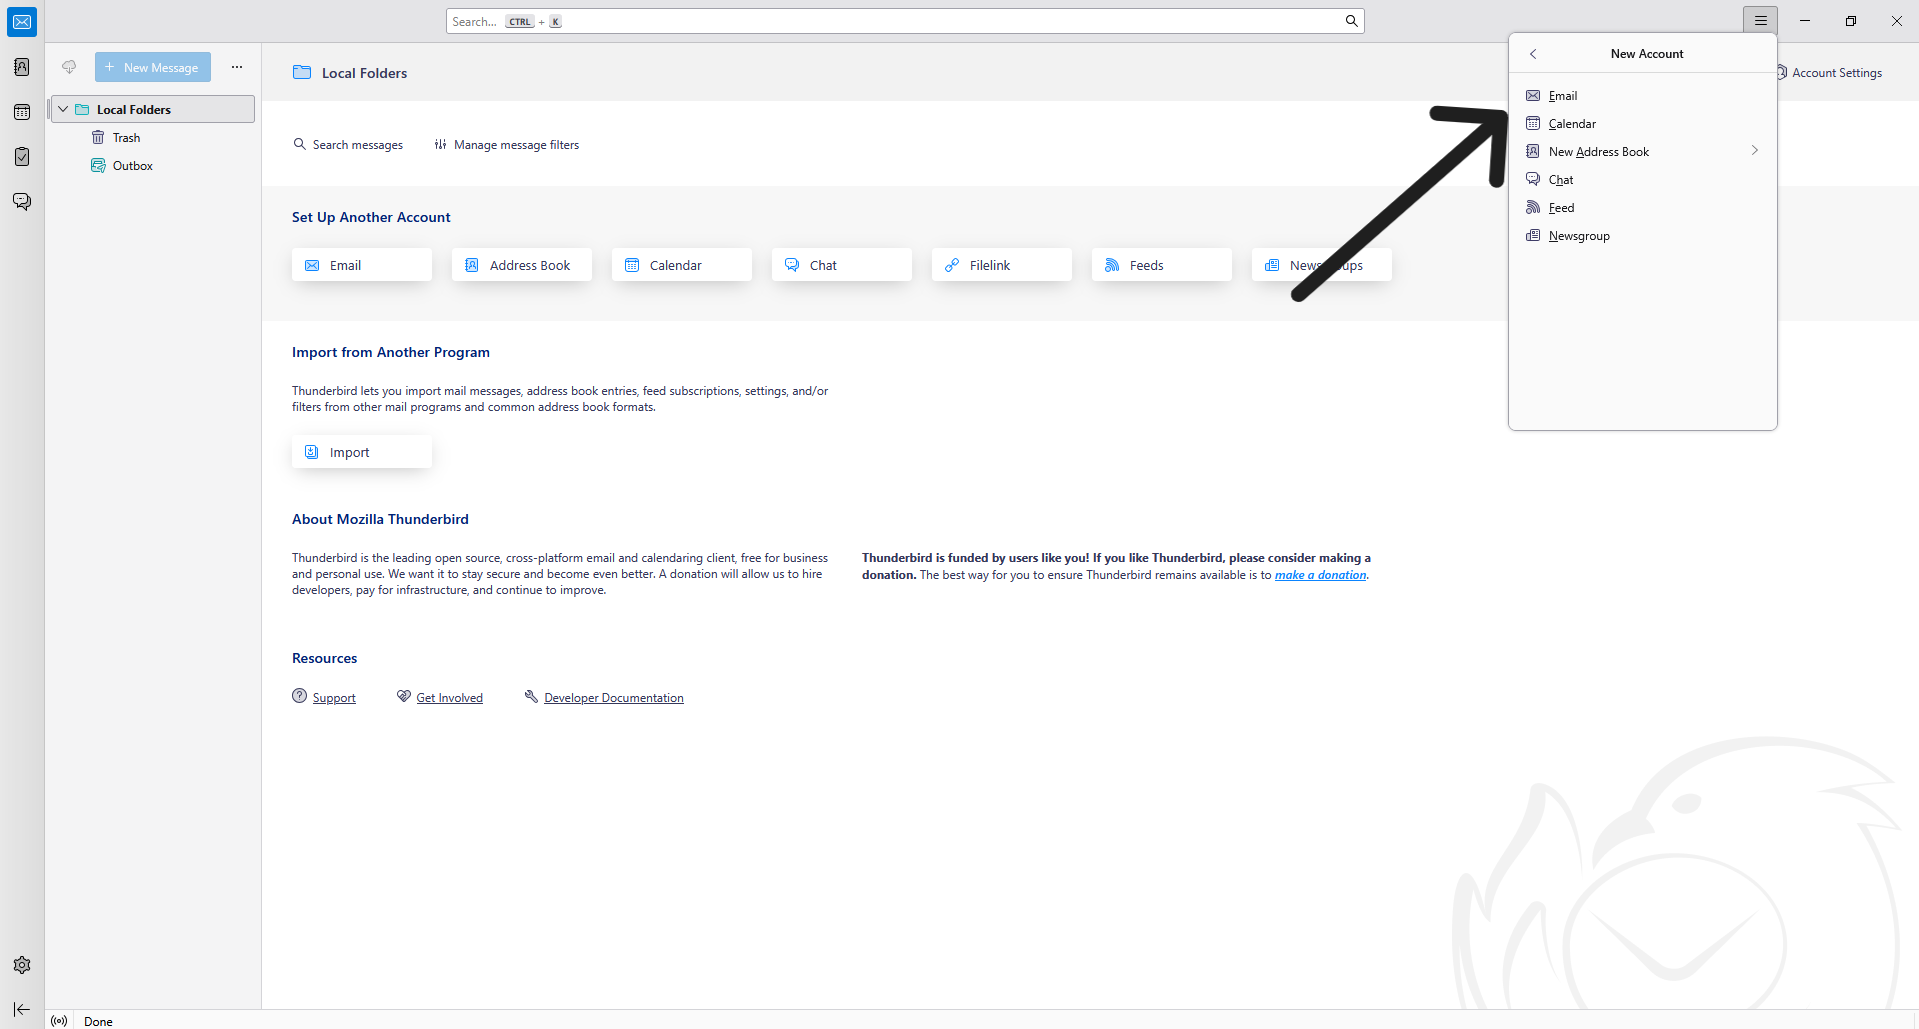 Search... CTRL + K
New Message
Local Folders
Trash
Outbox
Local Folders
Account Settings
New Account
Email
Calendar
New Address Book
Chat
Feed
Newsgroup
Search messages
Manage message filters
Set Up Another Account
Email
Address Book
Calendar
Chat
Filelink
Feeds
Import from Another Program
Thunderbird lets you import mail messages, address book entries, feed subscriptions, settings, and/or
filters from other mail programs and common address book formats.
Import
About Mozilla Thunderbird
Thunderbird is the leading open source, cross-platform email and calendaring client, free for business
and personal use. We want it to stay secure and become even better. A donation will allow us to hire
developers, pay for infrastructure, and continue to improve.
Thunderbird is funded by users like you! If you like Thunderbird, please consider making a
donation. The best way for you to ensure Thunderbird remains available is to make a donation.
Resources
Support
Get Involved
Developer Documentation
Done